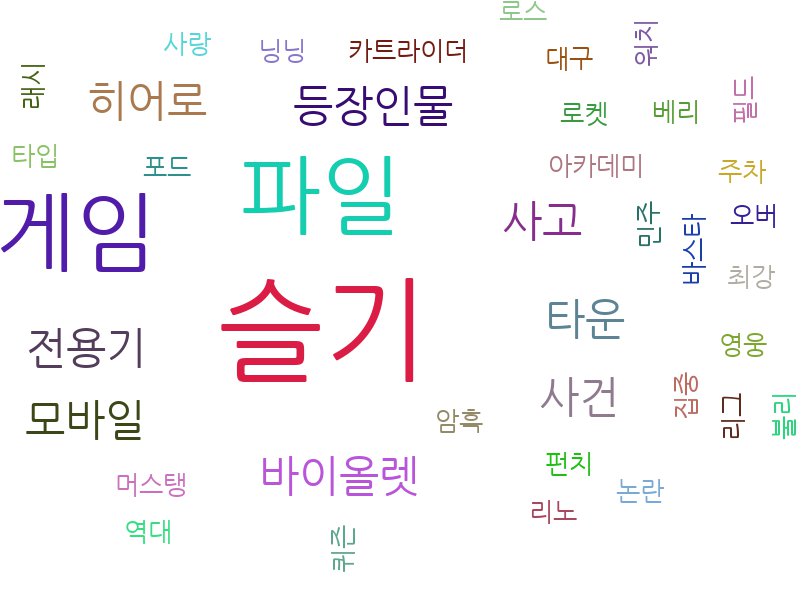 로스
사랑
닝닝
카트라이더
대구
워치
래시
히어로
등장인물
로켓
베리
필드
타입
포드
파일
아카데미
주차
게임
사고
민주
바스타
오버
최강
슬기
전용기
타운
영웅
모바일
사건
집중
리그
불리
암흑
바이올렛
펀치
머스탱
논란
리노
역대
퀴즌